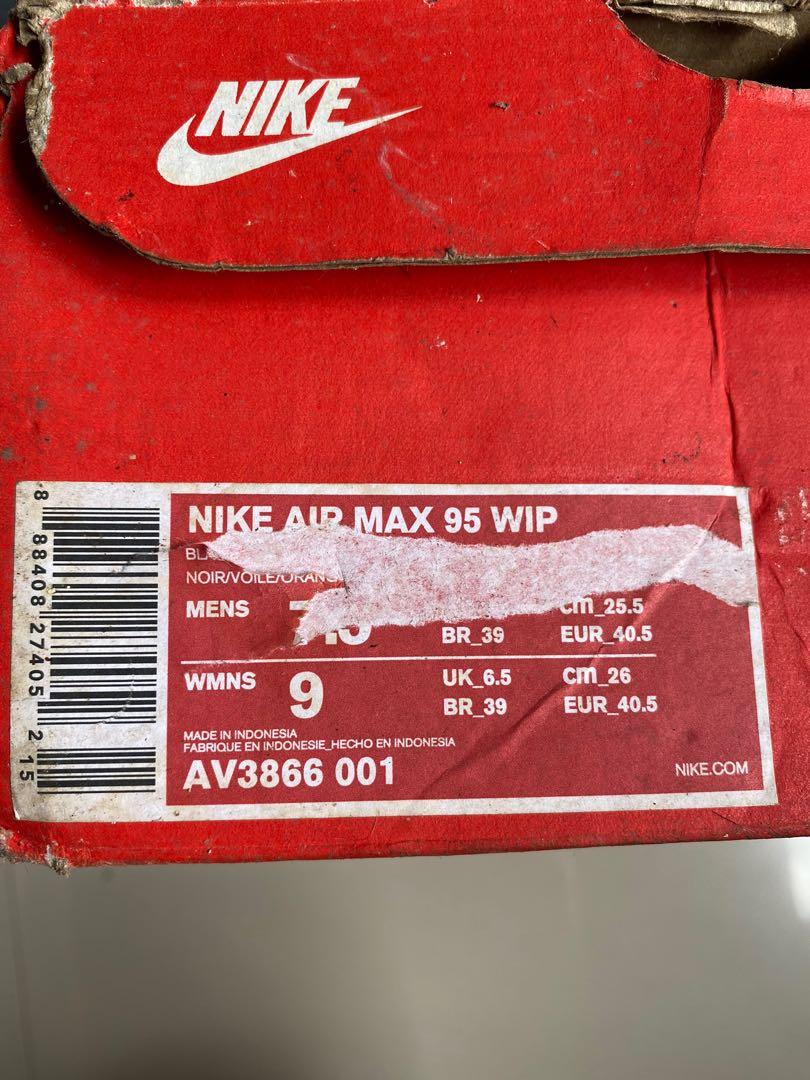 NIKE
8 88408 27405 2 15
NIKE AIR MAX 95 WIP
NOIR/VOILE/ORANG
MENS
cm_25.5
BR_39 EUR_40.5
WMNS 9 UK_6.5 cm_26
BR_39 EUR_40.5
MADE IN INDONESIA
FABRIQUE EN INDONESIE_HECHO EN INDONESIA
AV3866 001
NIKE.COM